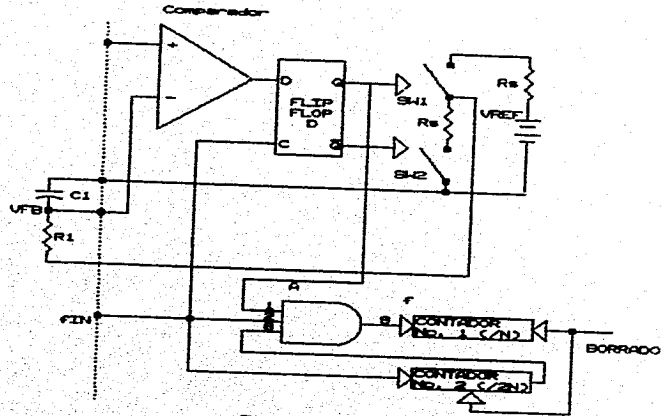 Comparador
+
-
D
Q
FLIP
FLOP
D
C
Q
SW1
SW2
Rs
Rs
VREF
C1
VFB
R1
A
f
fIN
B
CONTADOR
No. 1 (/N)
BORRADO
CONTADOR
No. 2 (/2N)